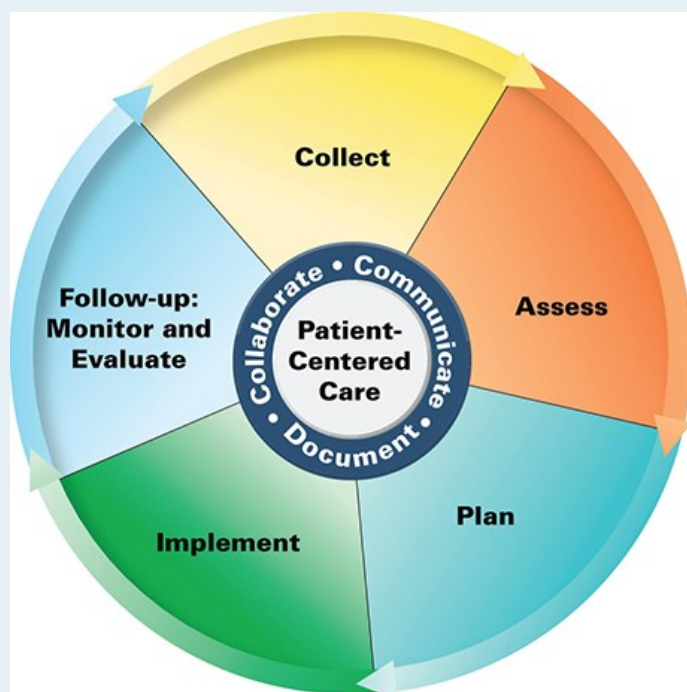 Collect
Assess
Plan
Implement
Follow-up:
Monitor and
Evaluate
Collaborate • Communicate • Document •
Patient-
Centered
Care